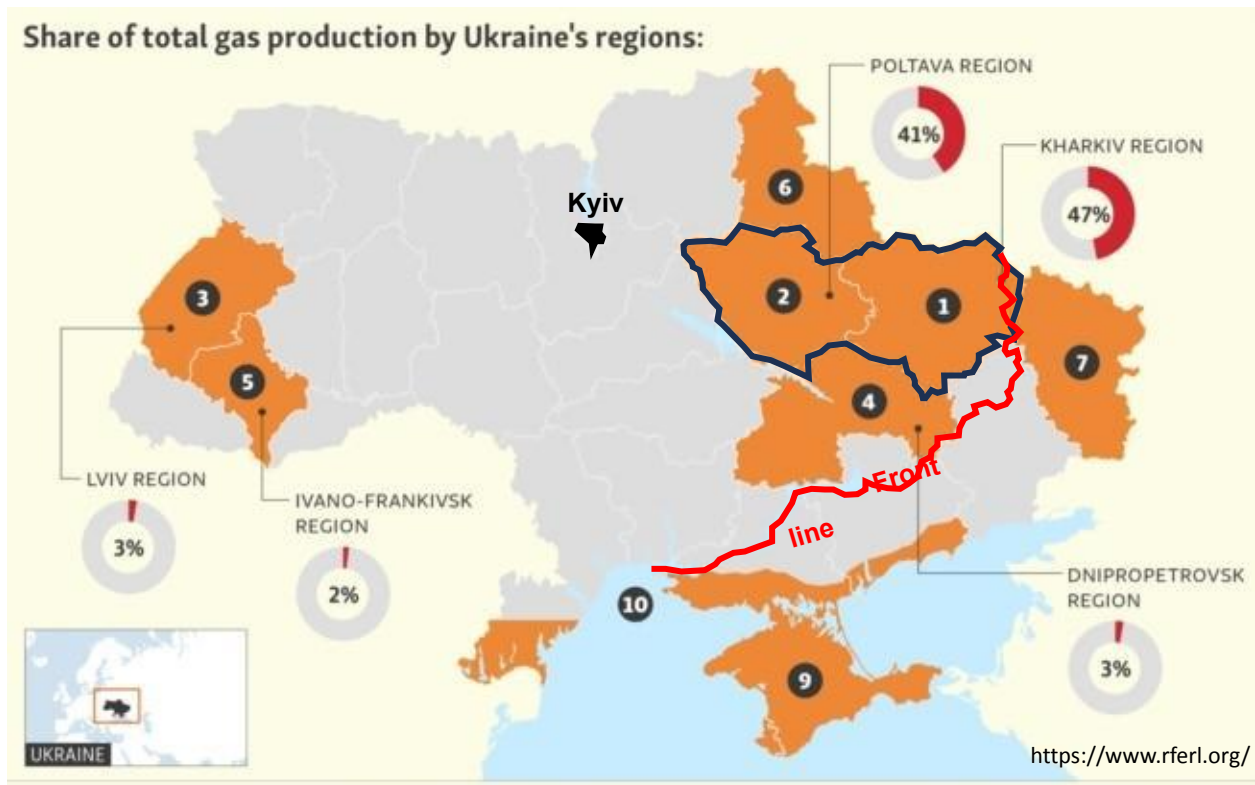 Share of total gas production by Ukraine's regions:
POLTAVA REGION
41%
KHARKIV REGION
47%
6
Kyiv
3
2
1
7
5
4
Front
line
LVIV REGION
3%
IVANO-FRANKIVSK
REGION
2%
DNIPROPETROVSK
REGION
3%
10
9
UKRAINE
https://www.rferl.org/